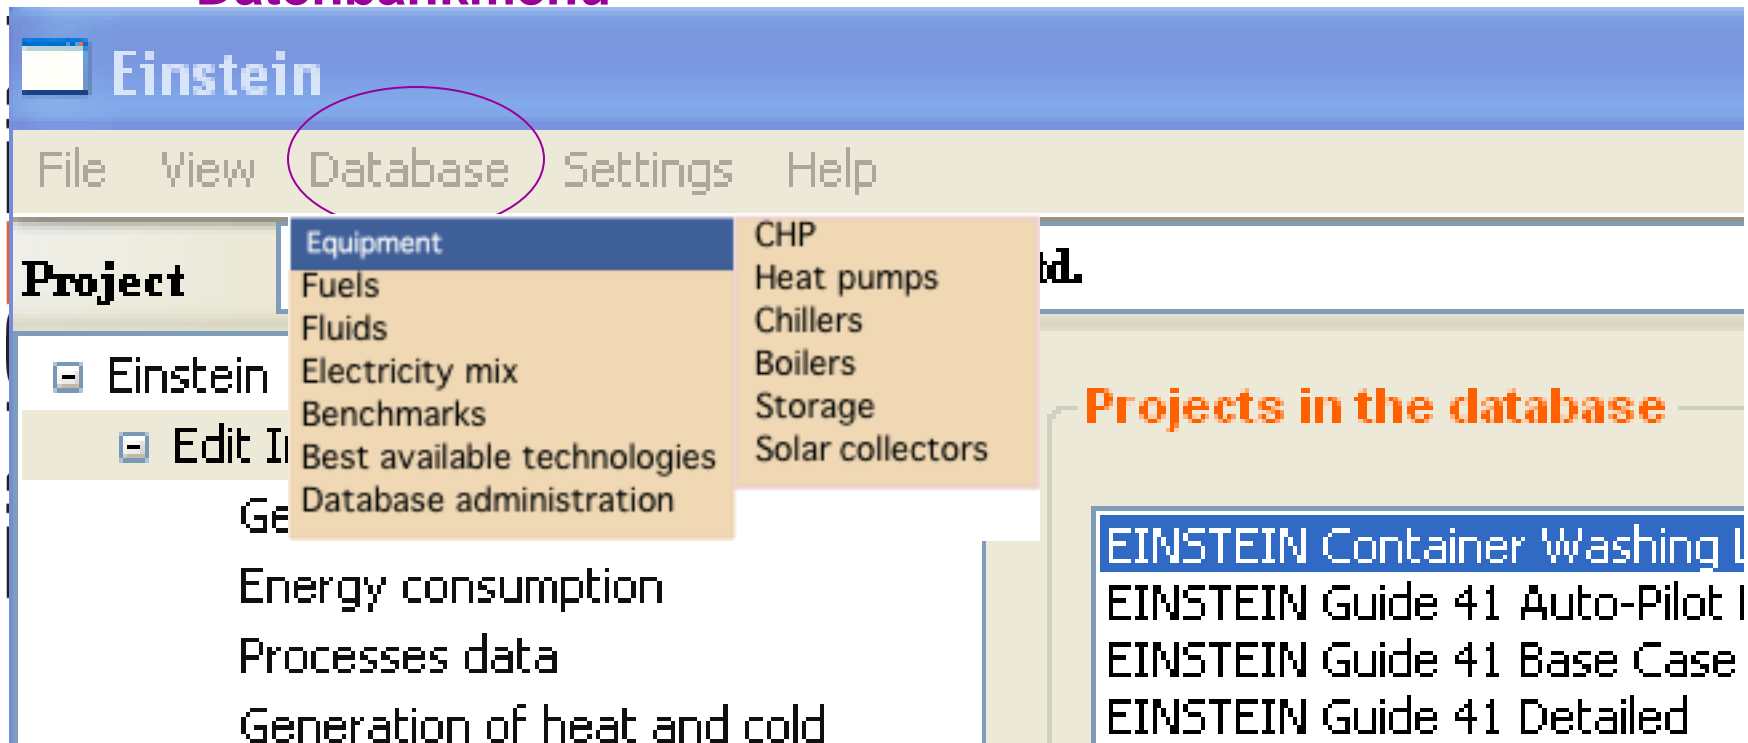 Datenbankmenü
Einstein
File View Database Settings Help
Project
td.
Equipment
Fuels
Fluids
Electricity mix
Benchmarks
Best available technologies
Database administration
CHP
Heat pumps
Chillers
Boilers
Storage
Solar collectors
Einstein
Edit I
Ge
Energy consumption
Processes data
Generation of heat and cold
Projects in the database
EINSTEIN Container Washing L
EINSTEIN Guide 41 Auto-Pilot
EINSTEIN Guide 41 Base Case
EINSTEIN Guide 41 Detailed